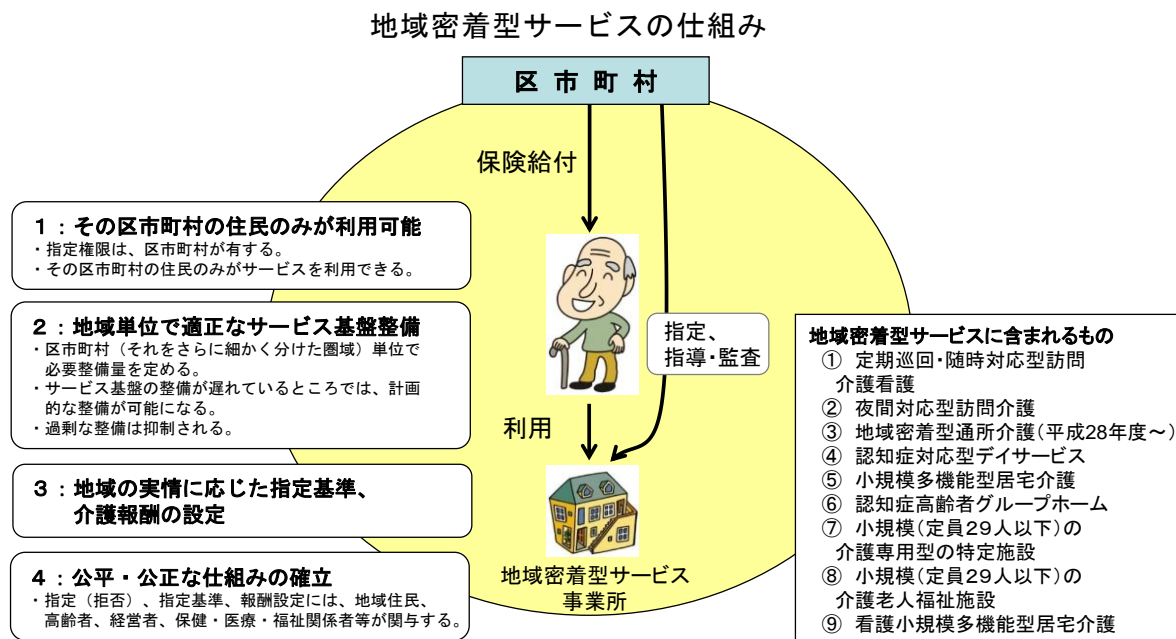 地域密着型サービスの仕組み
区 市 町 村
保険給付
1：その区市町村の住民のみが利用可能
・指定権限は、区市町村が有する。
・その区市町村の住民のみがサービスを利用できる。
2：地域単位で適正なサービス基盤整備
・区市町村（それをさらに細かく分けた圏域）単位で
必要整備量を定める。
・サービス基盤の整備が遅れているところでは、計画
的な整備が可能になる。
・過剰な整備は抑制される。
3：地域の実情に応じた指定基準、
介護報酬の設定
4：公平・公正な仕組みの確立
・指定（拒否）、指定基準、報酬設定には、地域住民、
高齢者、経営者、保健・医療・福祉関係者等が関与する。
指定、
指導・監査
利用
地域密着型サービス
事業所
地域密着型サービスに含まれるもの
① 定期巡回・随時対応型訪問
介護看護
② 夜間対応型訪問介護
③ 地域密着型通所介護（平成28年度～）
④ 認知症対応型デイサービス
⑤ 小規模多機能型居宅介護
⑥ 認知症高齢者グループホーム
⑦ 小規模（定員29人以下）の
介護専用型の特定施設
⑧ 小規模（定員29人以下）の
介護老人福祉施設
⑨ 看護小規模多機能型居宅介護